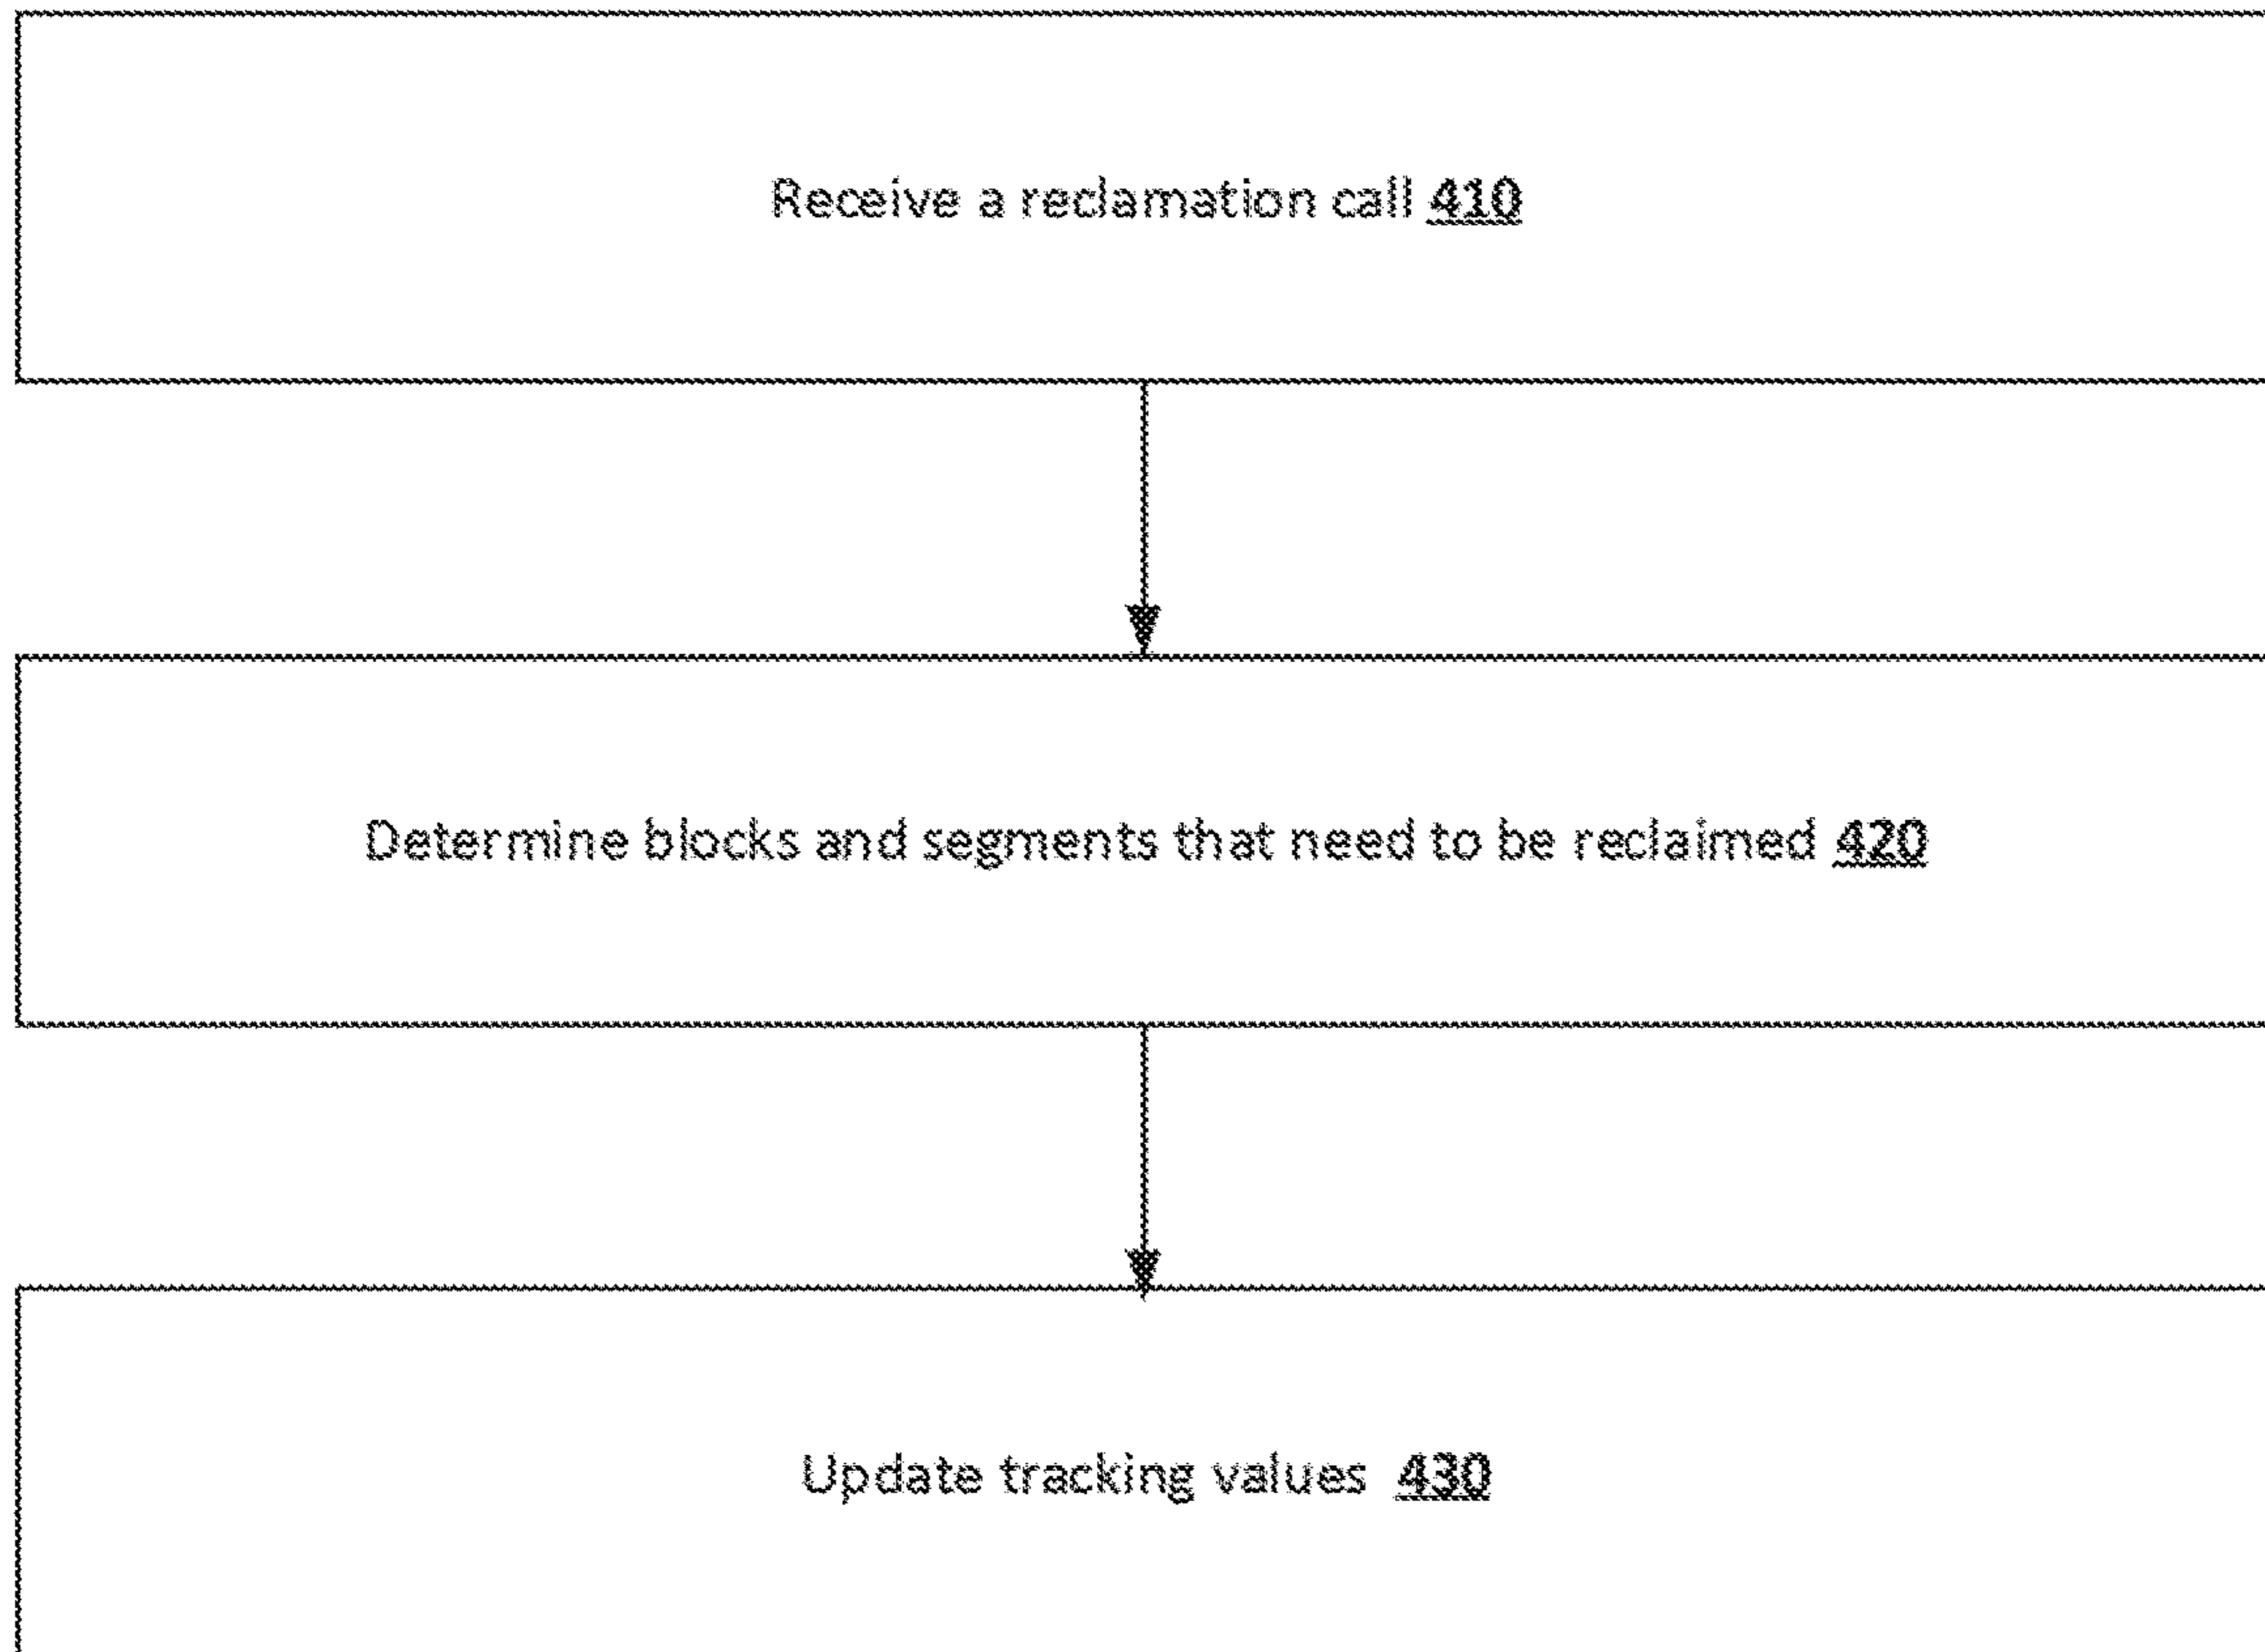 Receive a reclamation call 410
Determine blocks and segments that need to be reclaimed 420
Update tracking values 430